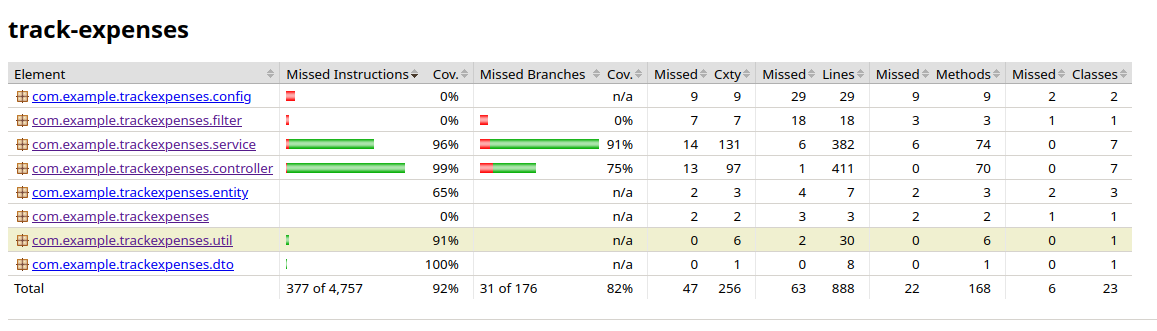 track-expenses
Element Missed Instructions Cov. Missed Branches Cov. Missed Cxty Missed Lines Missed Methods Missed Classes
com.example.trackexpenses.config 0% n/a 9 9 29 29 9 9 2 2
com.example.trackexpenses.filter 0% 0% 7 7 18 18 3 3 1 1
com.example.trackexpenses.service 96% 91% 14 131 6 382 6 74 0 7
com.example.trackexpenses.controller 99% 75% 13 97 1 411 0 70 0 7
com.example.trackexpenses.entity 65% n/a 2 3 4 7 2 3 2 3
com.example.trackexpenses 0% n/a 2 2 3 3 2 2 1 1
com.example.trackexpenses.util 91% n/a 0 6 2 30 0 6 0 1
com.example.trackexpenses.dto 100% n/a 0 1 0 8 0 1 0 1
Total 377 of 4,757 92% 31 of 176 82% 47 256 63 888 22 168 6 23